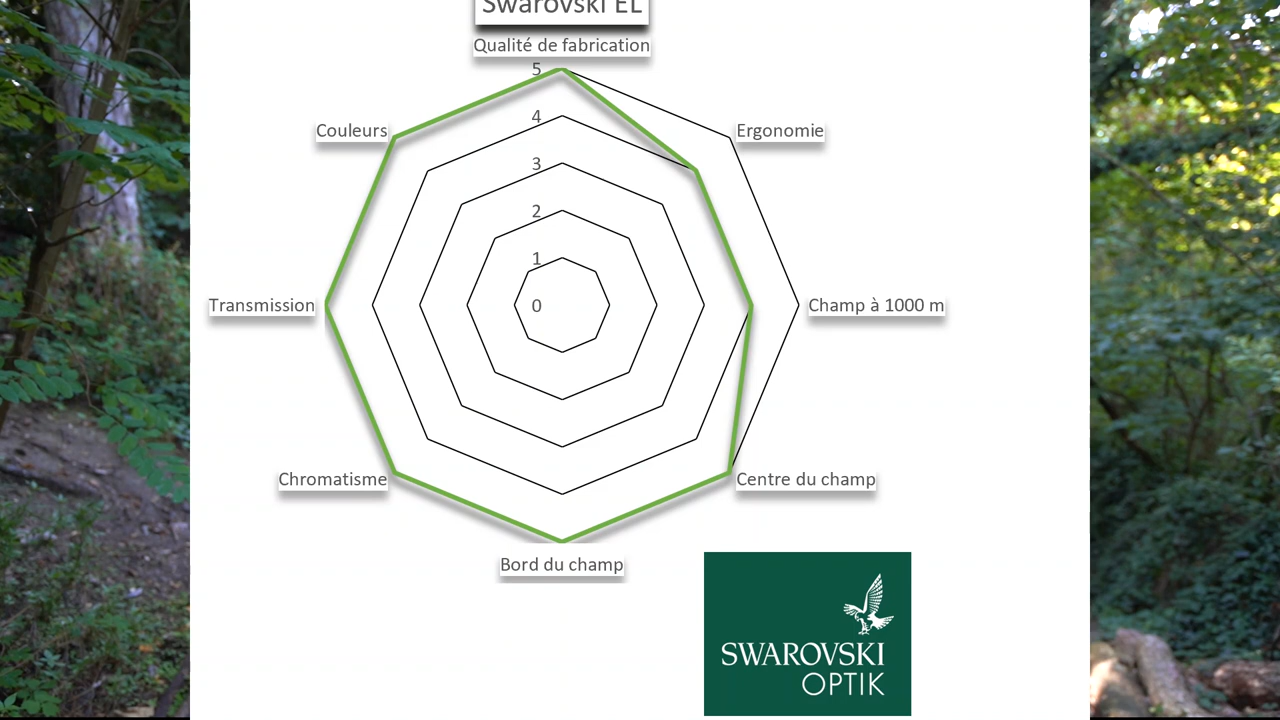 Swarovski EL
Qualité de fabrication
5
Couleurs
4
Ergonomie
3
2
1
Transmission
0
Champ à 1000 m
Chromatisme
Centre du champ
Bord du champ
SWAROVSKI
OPTIK